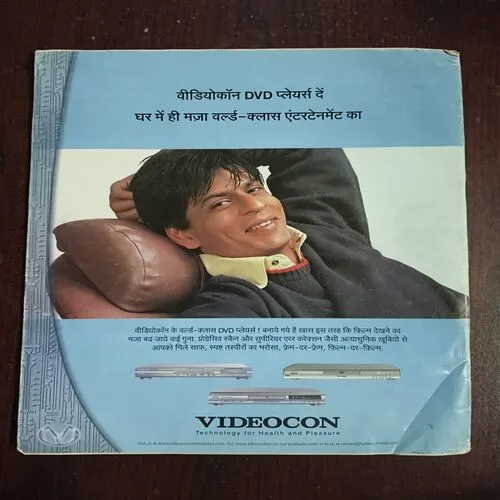 वीडियोकॉन DVD प्लेयर्स दें
घर में ही मज़ा वर्ल्ड-क्लास एंटरटेनमेंट का
वीडियोकॉन के वर्ल्ड-क्लास DVD प्लेयर्स! बनाये गये हैं खास इस तरह कि फ़िल्म देखने का
मजा बढ़ जाये कई गुना. प्रोग्रेसिव स्कैन और सुपीरियर एरर करेक्शन जैसी अत्याधुनिक खूबियों से
आपको मिले साफ, स्पष्ट तस्वीरों का भरोसा, फ्रेम-दर-फ्रेम, फिल्म-दर-फिल्म.
VIDEOCON
Technology for Health and Pleasure